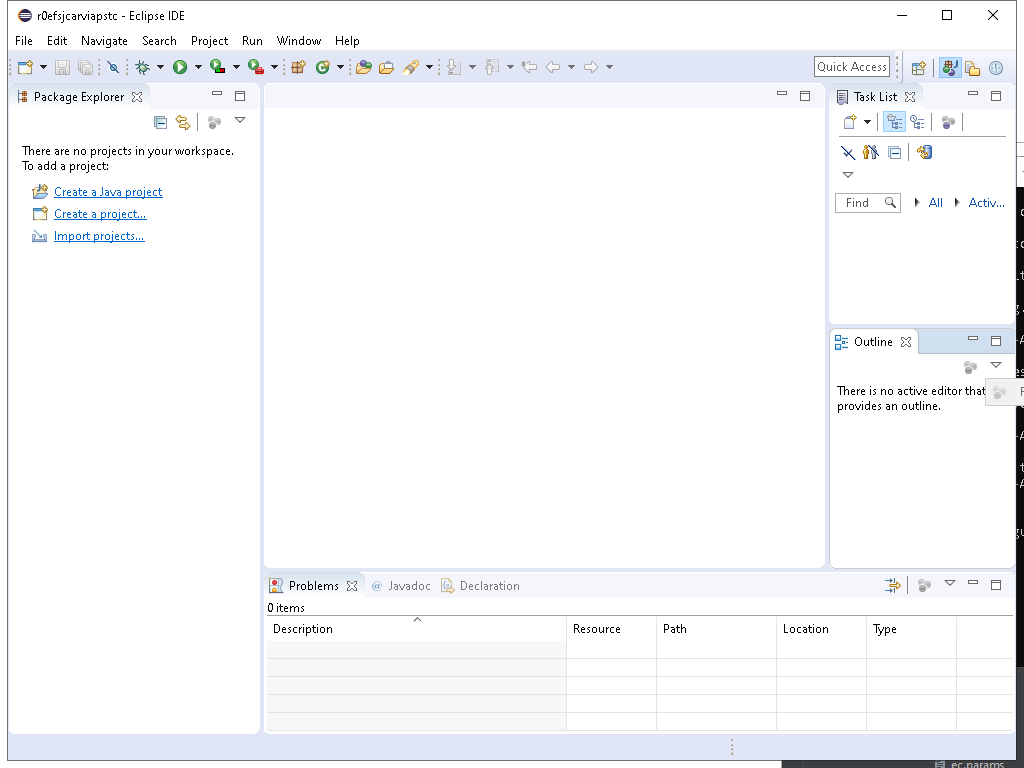 r0efsjcarviapstc - Eclipse IDE
File Edit Navigate Search Project Run Window Help
Quick Access
Package Explorer
There are no projects in your workspace.
To add a project:
Create a Java project
Create a project...
Import projects...
Task List
Find
All
Activ...
Outline
There is no active editor that
provides an outline.
Problems
@ Javadoc
Declaration
0 items
Description Resource Path Location Type
ec.params